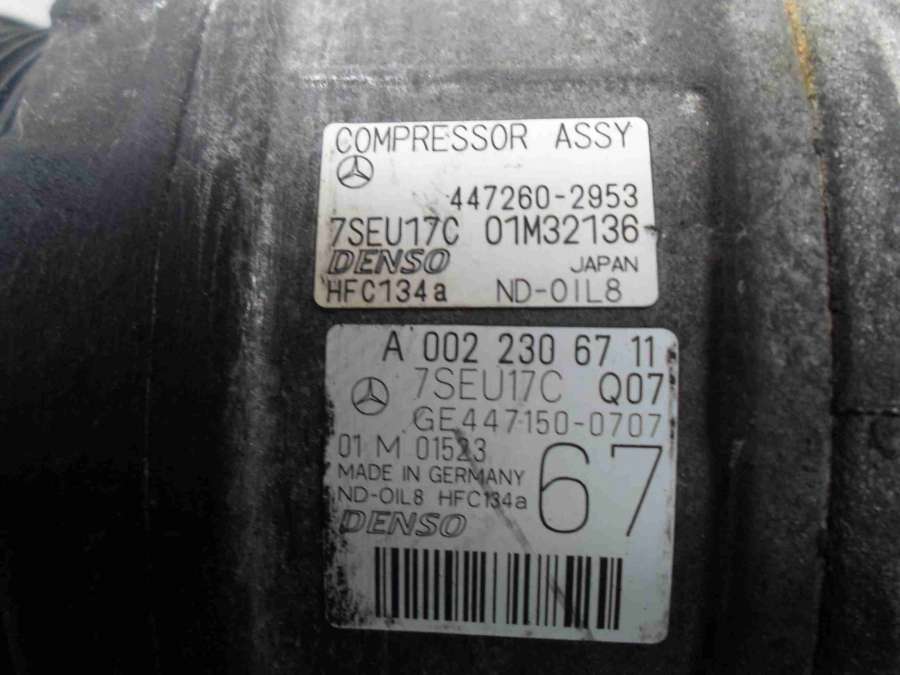 COMPRESSOR ASSY
447260-2953
7SEU17C 01M32136
DENSO JAPAN
HFC134a ND-OIL8
A 002 230 67 11
7SEU17C Q07
GE447150-0707
01 M 01523
MADE IN GERMANY
ND-OIL8 HFC134a
67
DENSO